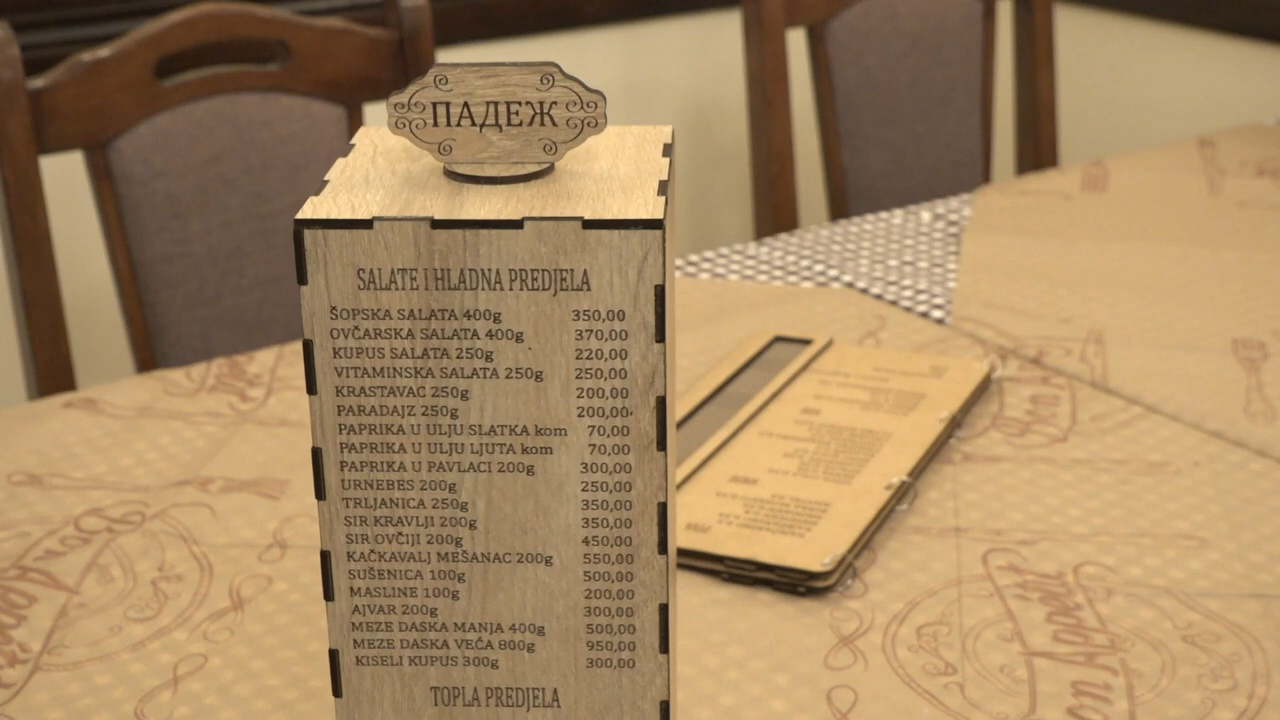 ПАДЕЖ
SALATE I HLADNA PREDJELA
ŠOPSKA SALATA 400g 350,00
OVČARSKA SALATA 400g 370,00
KUPUS SALATA 250g 220,00
VITAMINSKA SALATA 250g 250,00
KRASTAVAC 250g 200,00
PARADAJZ 250g 200,00
PAPRIKA U ULJU SLATKA kom 70,00
PAPRIKA U ULJU LJUTA kom 70,00
PAPRIKA U PAVLACI 200g 300,00
URNEBES 200g 250,00
TRLJANICA 250g 350,00
SIR KRAVLJI 200g 350,00
SIR OVČIJI 200g 450,00
KAČKAVALJ MEŠANAC 200g 550,00
SUŠENICA 100g 500,00
MASLINE 100g 200,00
AJVAR 200g 300,00
MEZE DASKA MANJA 400g 500,00
MEZE DASKA VEĆA 800g 950,00
KISELI KUPUS 300g 300,00
TOPLA PREDJELA
Bon Appétit